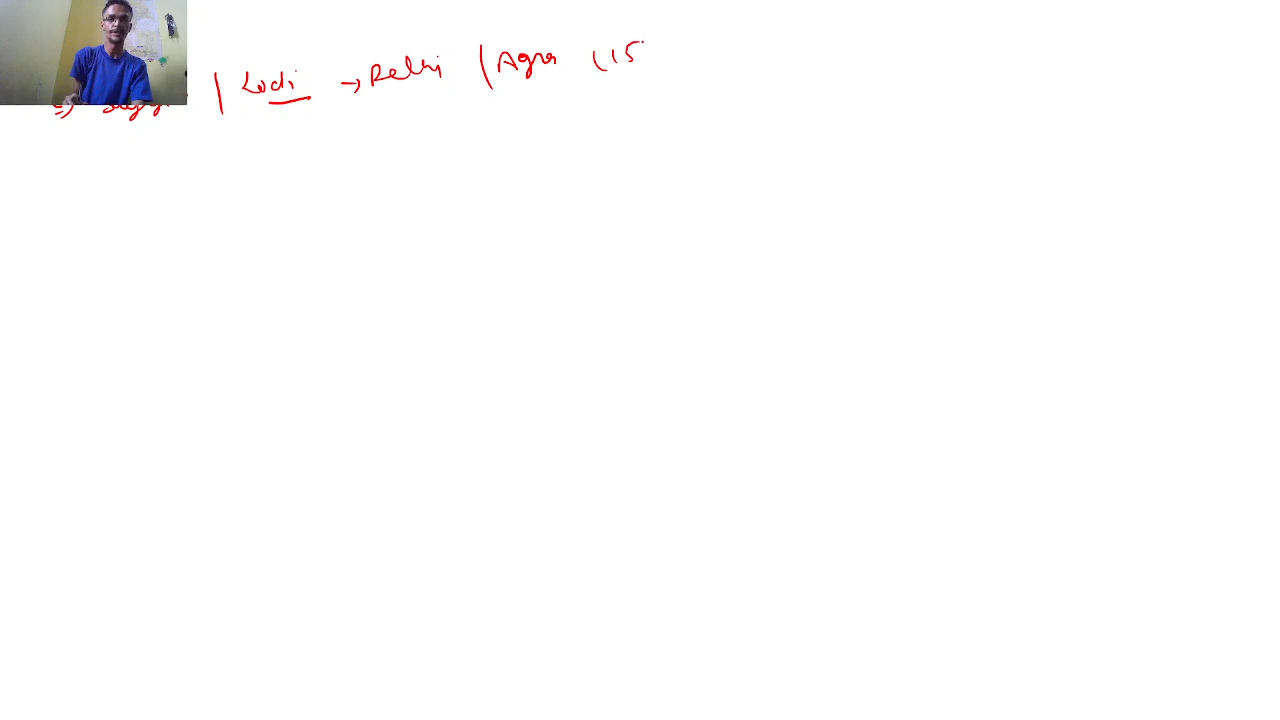 | Lodi → Delhi | Agra (15